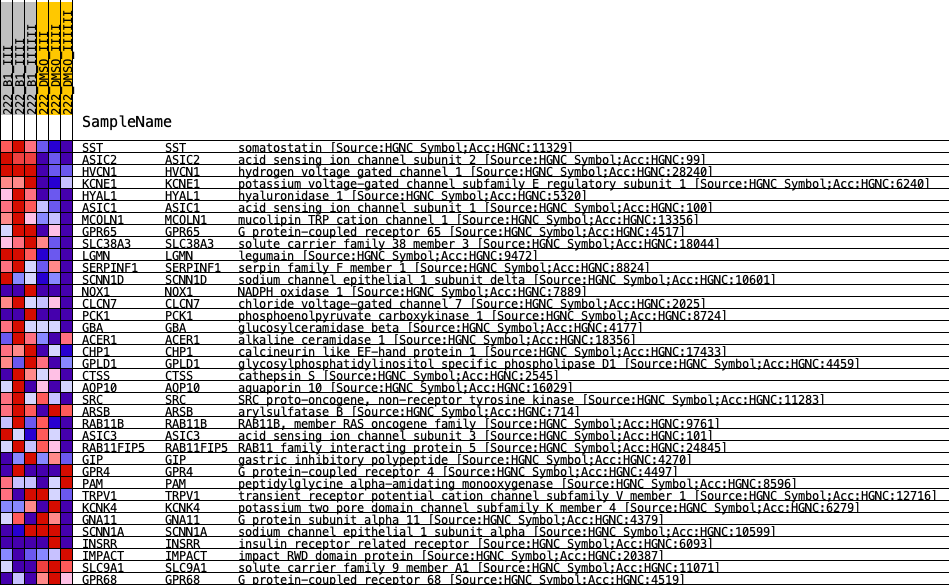 222_B1_III
222_B1_IIII
222_B1_IIIIII
222_DMSO_III
222_DMSO_IIII
222_DMSO_IIIIII
SampleName
SST SST somatostatin [Source:HGNC Symbol;Acc:HGNC:11329]
ASIC2 ASIC2 acid sensing ion channel subunit 2 [Source:HGNC Symbol;Acc:HGNC:99]
HVCN1 HVCN1 hydrogen voltage gated channel 1 [Source:HGNC Symbol;Acc:HGNC:28240]
KCNE1 KCNE1 potassium voltage-gated channel subfamily E regulatory subunit 1 [Source:HGNC Symbol;Acc:HGNC:6240]
HYAL1 HYAL1 hyaluronidase 1 [Source:HGNC Symbol;Acc:HGNC:5320]
ASIC1 ASIC1 acid sensing ion channel subunit 1 [Source:HGNC Symbol;Acc:HGNC:100]
MCOLN1 MCOLN1 mucolipin TRP cation channel 1 [Source:HGNC Symbol;Acc:HGNC:13356]
GPR65 GPR65 G protein-coupled receptor 65 [Source:HGNC Symbol;Acc:HGNC:4517]
SLC38A3 SLC38A3 solute carrier family 38 member 3 [Source:HGNC Symbol;Acc:HGNC:18044]
LGMN LGMN legumain [Source:HGNC Symbol;Acc:HGNC:9472]
SERPINF1 SERPINF1 serpin family F member 1 [Source:HGNC Symbol;Acc:HGNC:8824]
SCNN1D SCNN1D sodium channel epithelial 1 subunit delta [Source:HGNC Symbol;Acc:HGNC:10601]
NOX1 NOX1 NADPH oxidase 1 [Source:HGNC Symbol;Acc:HGNC:7889]
CLCN7 CLCN7 chloride voltage-gated channel 7 [Source:HGNC Symbol;Acc:HGNC:2025]
PCK1 PCK1 phosphoenolpyruvate carboxykinase 1 [Source:HGNC Symbol;Acc:HGNC:8724]
GBA GBA glucosylceramidase beta [Source:HGNC Symbol;Acc:HGNC:4177]
ACER1 ACER1 alkaline ceramidase 1 [Source:HGNC Symbol;Acc:HGNC:18356]
CHP1 CHP1 calcineurin like EF-hand protein 1 [Source:HGNC Symbol;Acc:HGNC:17433]
GPLD1 GPLD1 glycosylphosphatidylinositol specific phospholipase D1 [Source:HGNC Symbol;Acc:HGNC:4459]
CTSS CTSS cathepsin S [Source:HGNC Symbol;Acc:HGNC:2545]
AQP10 AQP10 aquaporin 10 [Source:HGNC Symbol;Acc:HGNC:16029]
SRC SRC SRC proto-oncogene, non-receptor tyrosine kinase [Source:HGNC Symbol;Acc:HGNC:11283]
ARSB ARSB arylsulfatase B [Source:HGNC Symbol;Acc:HGNC:714]
RAB11B RAB11B RAB11B, member RAS oncogene family [Source:HGNC Symbol;Acc:HGNC:9761]
ASIC3 ASIC3 acid sensing ion channel subunit 3 [Source:HGNC Symbol;Acc:HGNC:101]
RAB11FIP5 RAB11FIP5 RAB11 family interacting protein 5 [Source:HGNC Symbol;Acc:HGNC:24845]
GIP GIP gastric inhibitory polypeptide [Source:HGNC Symbol;Acc:HGNC:4270]
GPR4 GPR4 G protein-coupled receptor 4 [Source:HGNC Symbol;Acc:HGNC:4497]
PAM PAM peptidylglycine alpha-amidating monooxygenase [Source:HGNC Symbol;Acc:HGNC:8596]
TRPV1 TRPV1 transient receptor potential cation channel subfamily V member 1 [Source:HGNC Symbol;Acc:HGNC:12716]
KCNK4 KCNK4 potassium two pore domain channel subfamily K member 4 [Source:HGNC Symbol;Acc:HGNC:6279]
GNA11 GNA11 G protein subunit alpha 11 [Source:HGNC Symbol;Acc:HGNC:4379]
SCNN1A SCNN1A sodium channel epithelial 1 subunit alpha [Source:HGNC Symbol;Acc:HGNC:10599]
INSRR INSRR insulin receptor related receptor [Source:HGNC Symbol;Acc:HGNC:6093]
IMPACT IMPACT impact RWD domain protein [Source:HGNC Symbol;Acc:HGNC:20387]
SLC9A1 SLC9A1 solute carrier family 9 member A1 [Source:HGNC Symbol;Acc:HGNC:11071]
GPR68 GPR68 G protein-coupled receptor 68 [Source:HGNC Symbol;Acc:HGNC:4519]